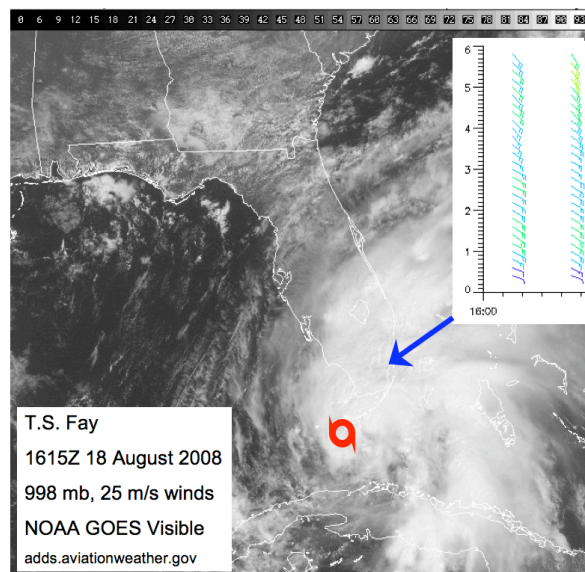 0 6 9 12 15 18 21 24 27 30 33 36 39 42 45 48 51 54 57 60 63 66 69 72 75 78 81 84 87 90 93
6
5
4
3
2
1
0
16:00
T.S. Fay
1615Z 18 August 2008
998 mb, 25 m/s winds
NOAA GOES Visible
adds.aviationweather.gov